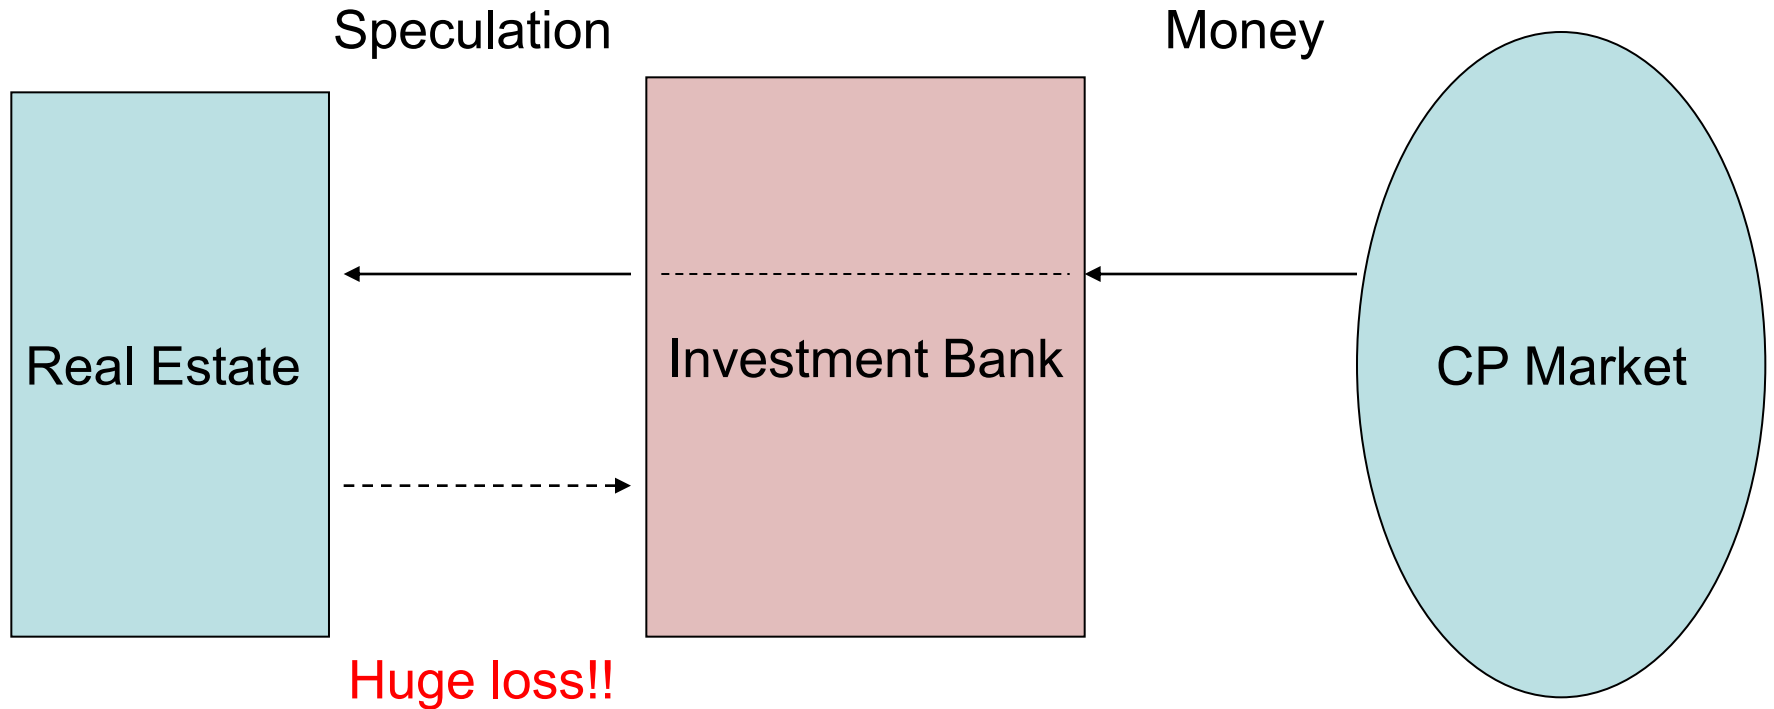 Speculation
Money
Real Estate
Investment Bank
CP Market
Huge loss!!